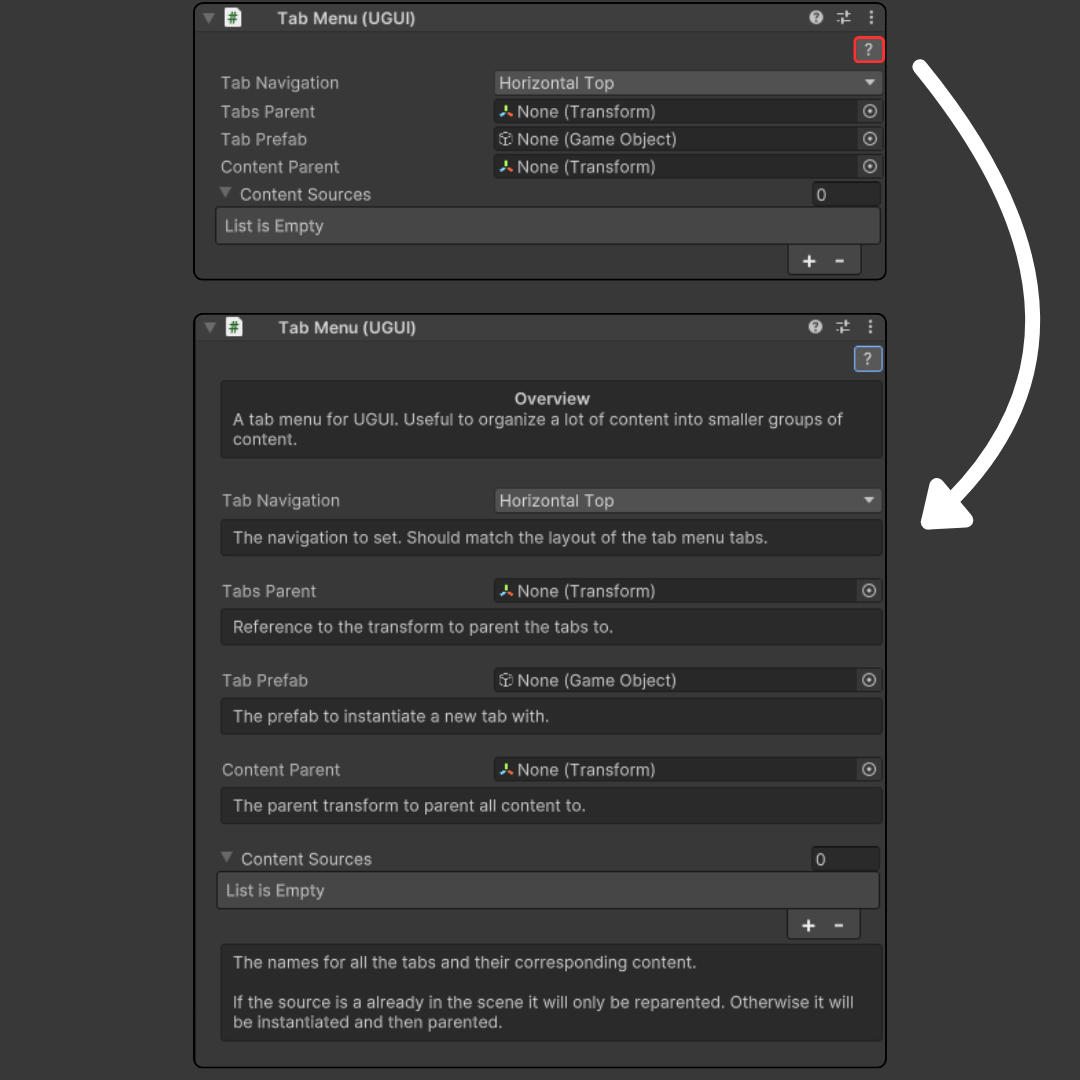 Tab Menu (UGUI)
?
Tab Navigation Horizontal Top
Tabs Parent None (Transform)
Tab Prefab None (Game Object)
Content Parent None (Transform)
Content Sources 0
List is Empty
+ -
Tab Menu (UGUI)
?
Overview
A tab menu for UGUI. Useful to organize a lot of content into smaller groups of
content.
Tab Navigation Horizontal Top
The navigation to set. Should match the layout of the tab menu tabs.
Tabs Parent None (Transform)
Reference to the transform to parent the tabs to.
Tab Prefab None (Game Object)
The prefab to instantiate a new tab with.
Content Parent None (Transform)
The parent transform to parent all content to.
Content Sources 0
List is Empty
+ -
The names for all the tabs and their corresponding content.
If the source is a already in the scene it will only be reparented. Otherwise it will
be instantiated and then parented.